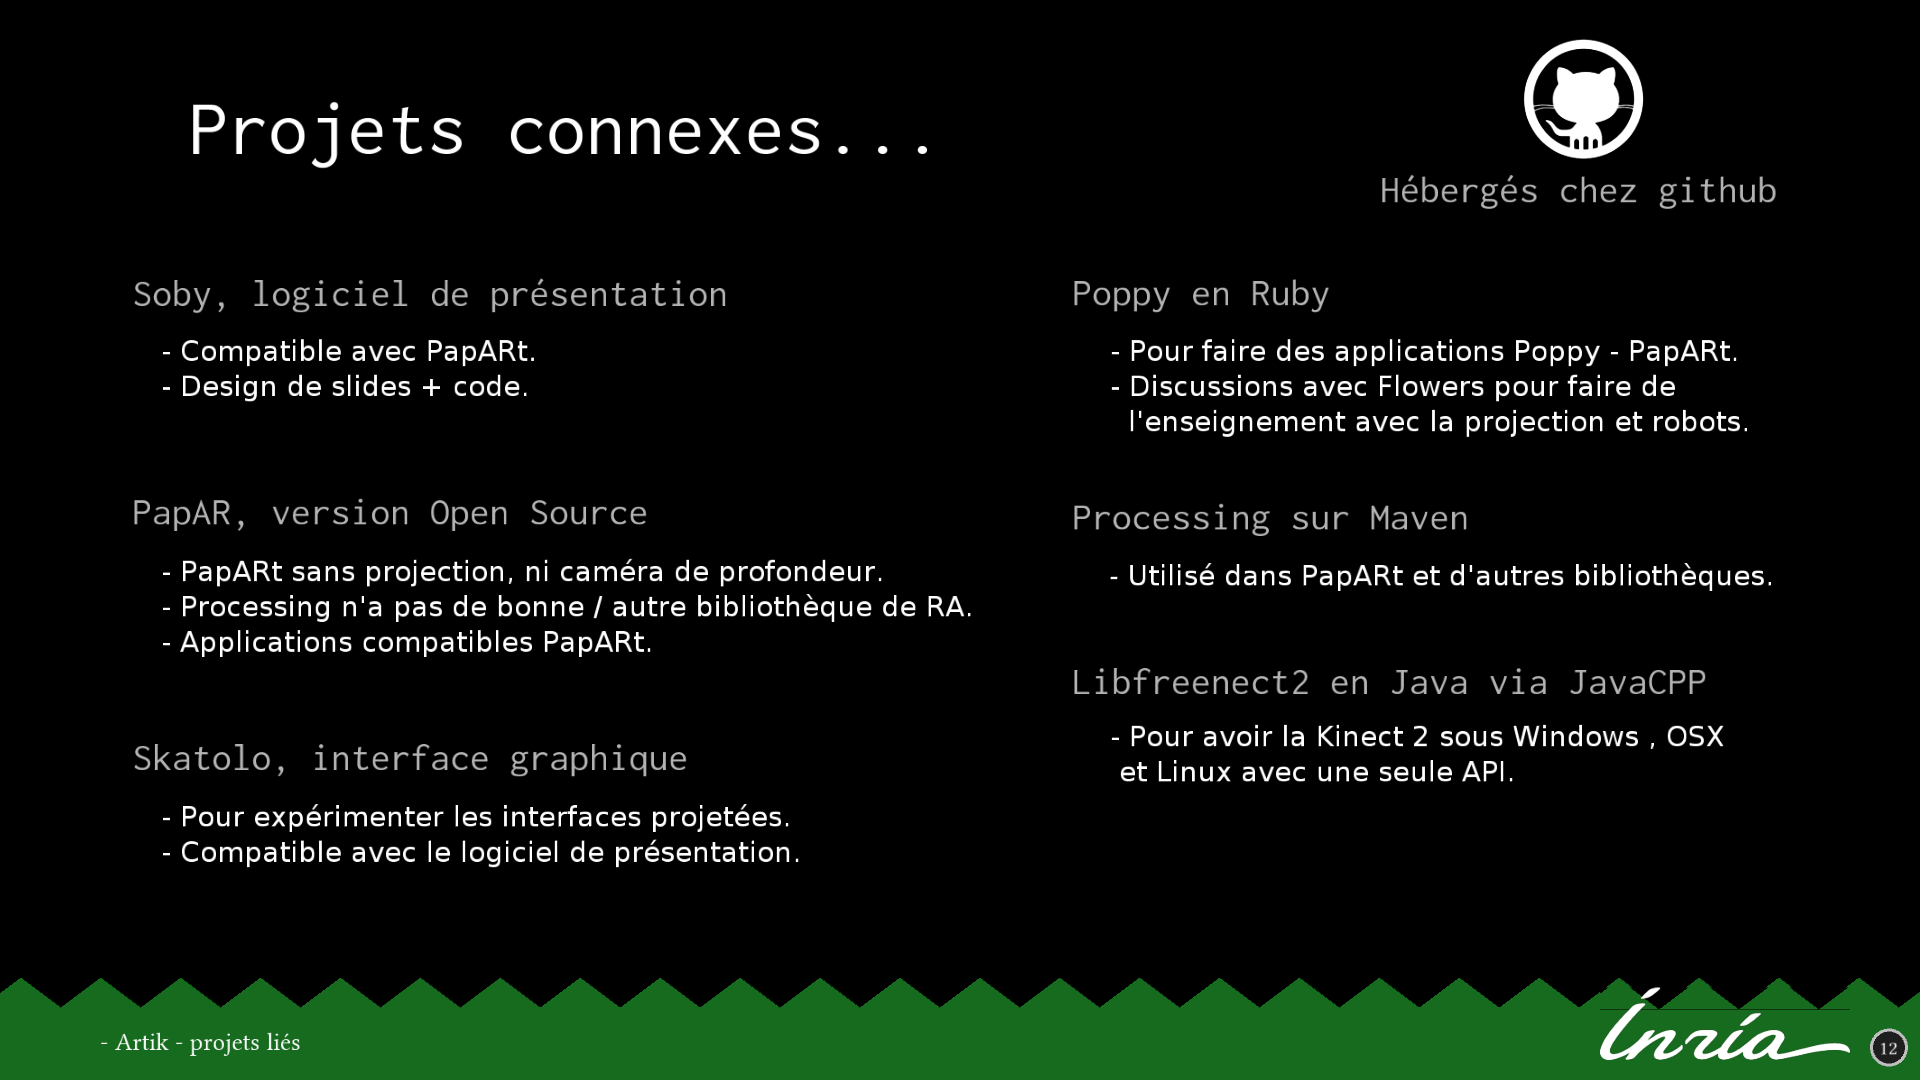 Projets connexes...
Hébergés chez github
Soby, logiciel de présentation
- Compatible avec PapARt.
- Design de slides + code.
PapAR, version Open Source
- PapARt sans projection, ni caméra de profondeur.
- Processing n'a pas de bonne / autre bibliothèque de RA.
- Applications compatibles PapARt.
Skatolo, interface graphique
- Pour expérimenter les interfaces projetées.
- Compatible avec le logiciel de présentation.
Poppy en Ruby
- Pour faire des applications Poppy - PapARt.
- Discussions avec Flowers pour faire de
l'enseignement avec la projection et robots.
Processing sur Maven
- Utilisé dans PapARt et d'autres bibliothèques.
Libfreenect2 en Java via JavaCPP
- Pour avoir la Kinect 2 sous Windows , OSX
et Linux avec une seule API.
- Artik - projets liés
Inría
12